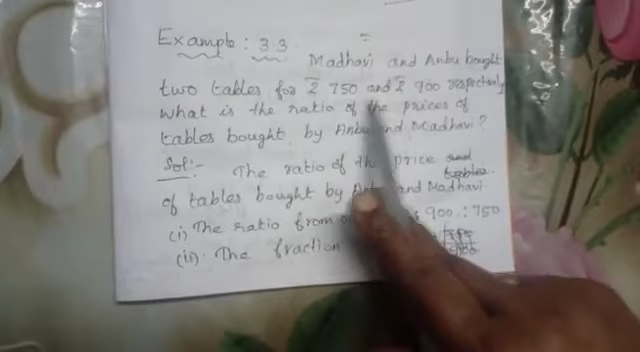 Example : 3.3
Madhavi and Anbu bought
two tables for ₹ 750 and ₹ 900 respectively
what is the ratio of the prices of
tables bought by Anbu and Madhavi?
Sol:- The ratio of the price
of tables bought by and Madhavi
(i) The ratio from 900 : 750
(ii) The fraction